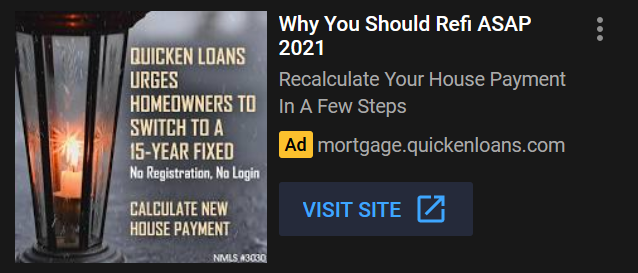 QUICKEN LOANS
URGES
HOMEOWNERS TO
SWITCH TO A
15-YEAR FIXED
No Registration, No Login
CALCULATE NEW
HOUSE PAYMENT
NMLS #3030
Why You Should Refi ASAP
2021
Recalculate Your House Payment
In A Few Steps
Ad mortgage.quickenloans.com
VISIT SITE